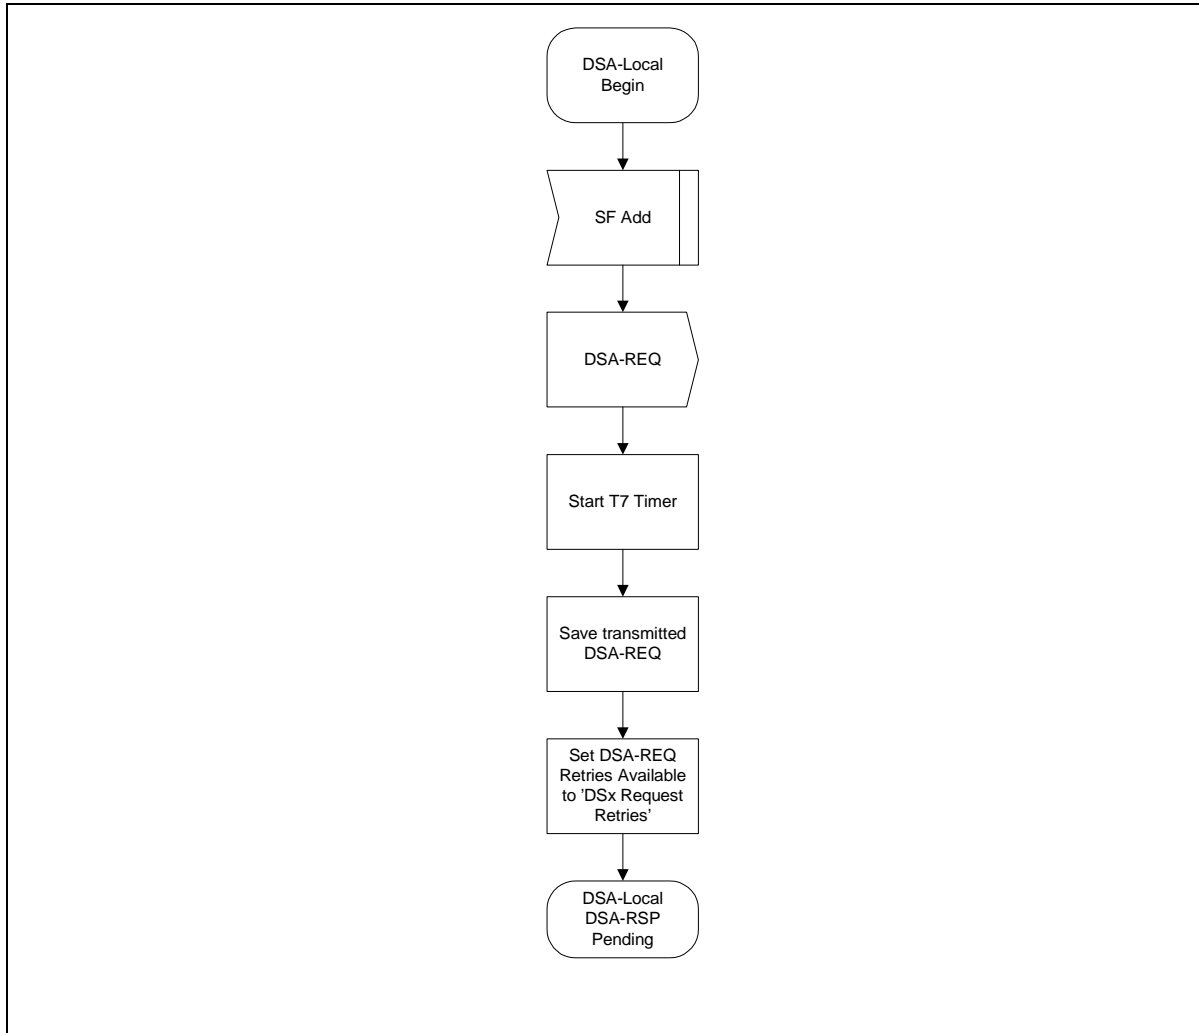 DSA-Local
Begin
SF Add
DSA-REQ
Start T7 Timer
Save transmitted
DSA-REQ
Set DSA-REQ
Retries Available
to ’DSx Request
Retries’
DSA-Local
DSA-RSP
Pending